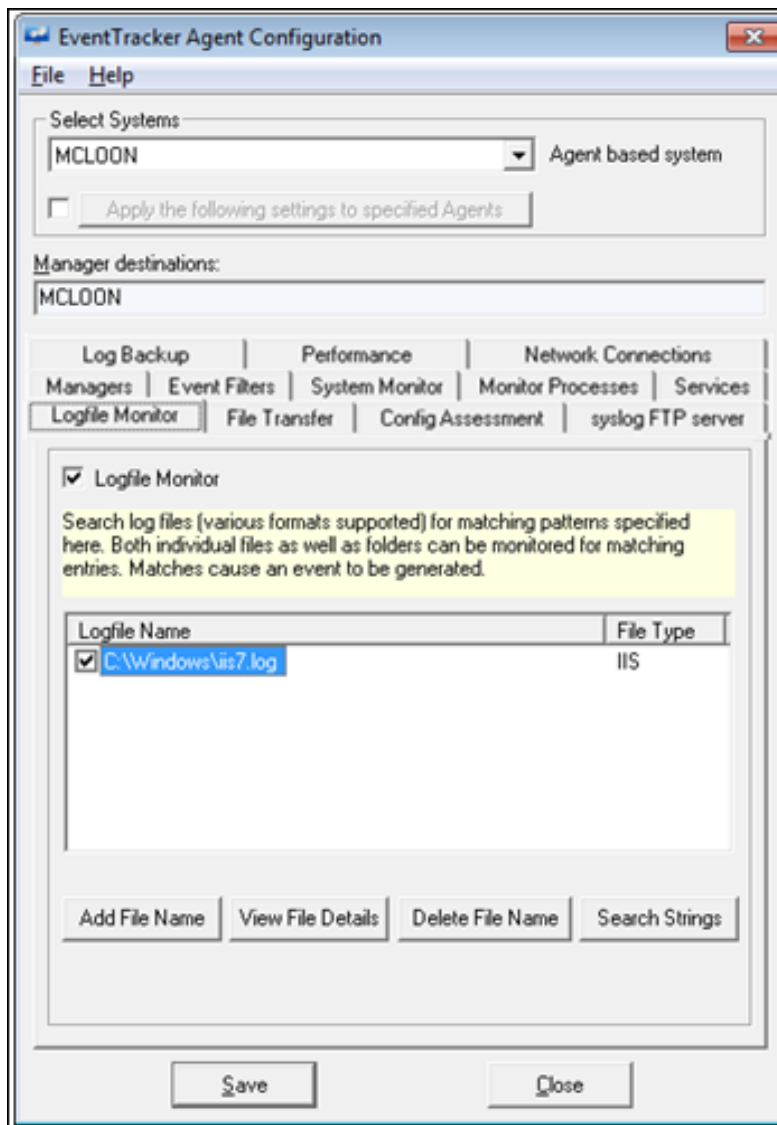 EventTracker Agent Configuration
File Help
Select Systems
MCLOON
Agent based system
Apply the following settings to specified Agents
Manager destinations:
MCLOON
Log Backup Performance Network Connections
Managers Event Filters System Monitor Monitor Processes Services
Logfile Monitor File Transfer Config Assessment syslog FTP server
Logfile Monitor
Search log files (various formats supported) for matching patterns specified
here. Both individual files as well as folders can be monitored for matching
entries. Matches cause an event to be generated.
Logfile Name File Type
C:\Windows\iis7.log IIS
Add File Name View File Details Delete File Name Search Strings
Save Close